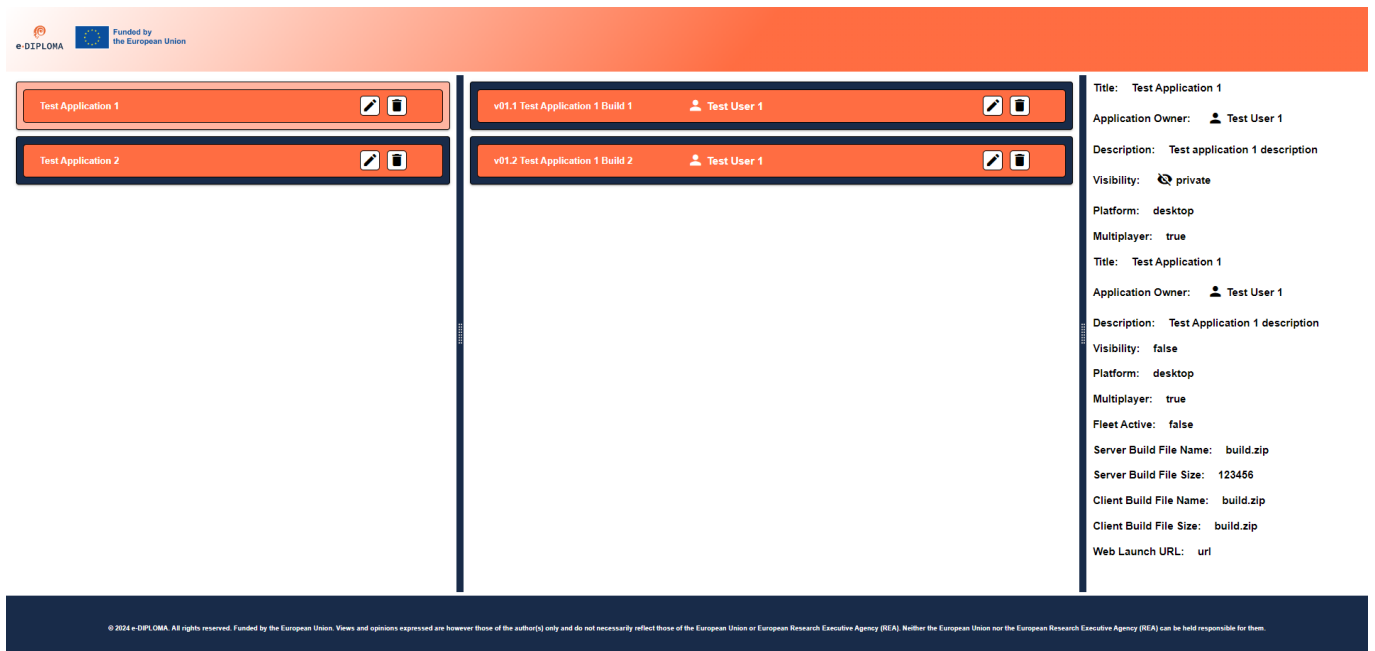 e-DIPLOMA
Funded by
the European Union
Test Application 1
Test Application 2
v01.1 Test Application 1 Build 1 Test User 1
v01.2 Test Application 1 Build 2 Test User 1
Title: Test Application 1
Application Owner: Test User 1
Description: Test application 1 description
Visibility: private
Platform: desktop
Multiplayer: true
Title: Test Application 1
Application Owner: Test User 1
Description: Test Application 1 description
Visibility: false
Platform: desktop
Multiplayer: true
Fleet Active: false
Server Build File Name: build.zip
Server Build File Size: 123456
Client Build File Name: build.zip
Client Build File Size: build.zip
Web Launch URL: url
© 2024 e-DIPLOMA. All rights reserved. Funded by the European Union. Views and opinions expressed are however those of the author(s) only and do not necessarily reflect those of the European Union or European Research Executive Agency (REA). Neither the European Union nor the European Research Executive Agency (REA) can be held responsible for them.